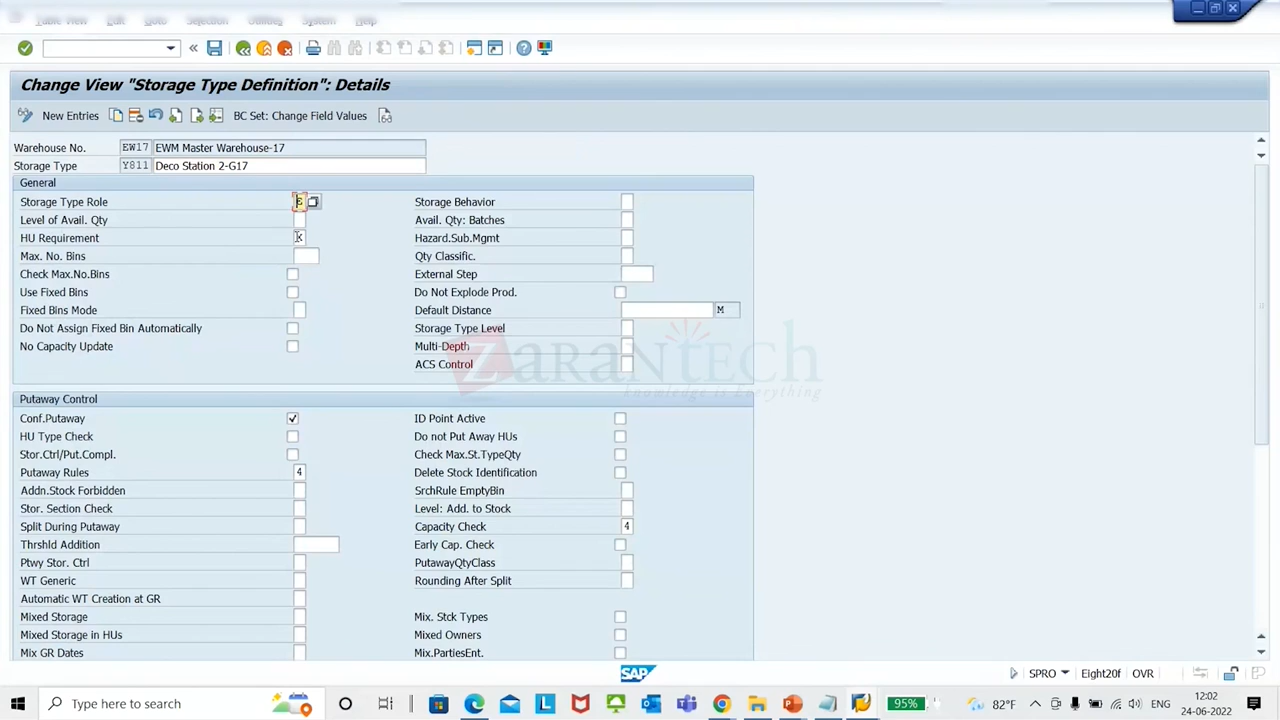 Table View Edit Goto Selection Utilities System Help
Change View "Storage Type Definition": Details
New Entries BC Set: Change Field Values
Warehouse No. EW17 EWM Master Warehouse-17
Storage Type Y811 Deco Station 2-G17
General
Storage Type Role E Storage Behavior
Level of Avail. Qty Avail. Qty: Batches
HU Requirement X Hazard.Sub.Mgmt
Max. No. Bins Qty Classific.
Check Max.No.Bins External Step
Use Fixed Bins Do Not Explode Prod.
Fixed Bins Mode Default Distance M
Do Not Assign Fixed Bin Automatically Storage Type Level
No Capacity Update Multi-Depth
ACS Control
ZaranTech
knowledge is Everything
Putaway Control
Conf.Putaway ID Point Active
HU Type Check Do not Put Away HUs
Stor.Ctrl/Put.Compl. Check Max.St.TypeQty
Putaway Rules 4 Delete Stock Identification
Addn.Stock Forbidden SrchRule EmptyBin
Stor. Section Check Level: Add. to Stock
Split During Putaway Capacity Check 4
Thrshld Addition Early Cap. Check
Ptwy Stor. Ctrl PutawayQtyClass
WT Generic Rounding After Split
Automatic WT Creation at GR
Mixed Storage Mix. Stck Types
Mixed Storage in HUs Mixed Owners
Mix GR Dates Mix.PartiesEnt.
SAP SPRO Eight20f OVR
Type here to search 95% 82°F 12:02
24-06-2022